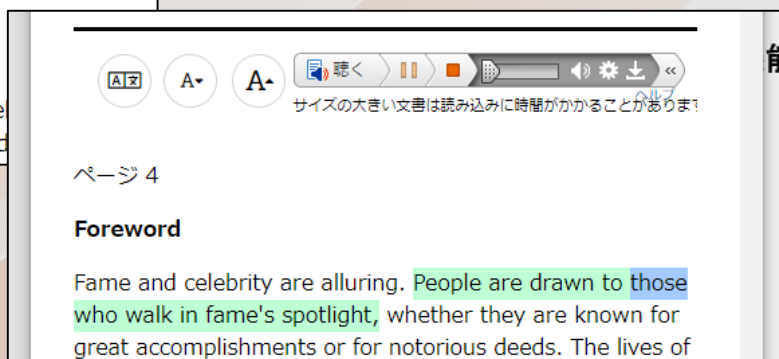 A文
A▾
A▴
聴く
«
ヘルプ
サイズの大きい文書は読み込みに時間がかかることがありま
ページ 4
Foreword
Fame and celebrity are alluring. People are drawn to those
who walk in fame's spotlight, whether they are known for
great accomplishments or for notorious deeds. The lives of